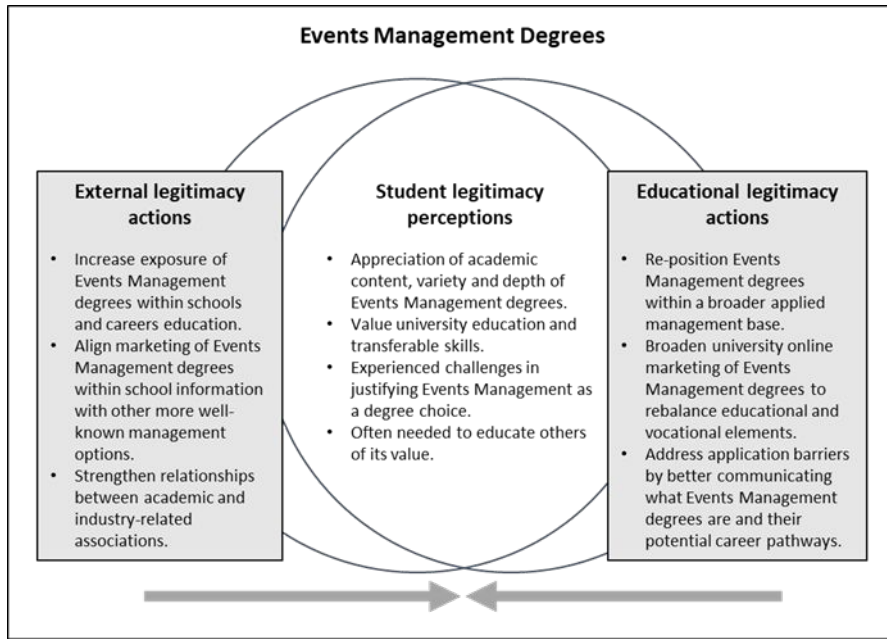 Events Management Degrees
External legitimacy
actions
• Increase exposure of
Events Management
degrees within schools
and careers education.
• Align marketing of Events
Management degrees
within school information
with other more well-
known management
options.
• Strengthen relationships
between academic and
industry-related
associations.
Student legitimacy
perceptions
• Appreciation of academic
content, variety and depth of
Events Management degrees.
• Value university education and
transferable skills.
• Experienced challenges in
justifying Events Management as
a degree choice.
• Often needed to educate others
of its value.
Educational legitimacy
actions
• Re-position Events
Management degrees
within a broader applied
management base.
• Broaden university online
marketing of Events
Management degrees to
rebalance educational and
vocational elements.
• Address application barriers
by better communicating
what Events Management
degrees are and their
potential career pathways.